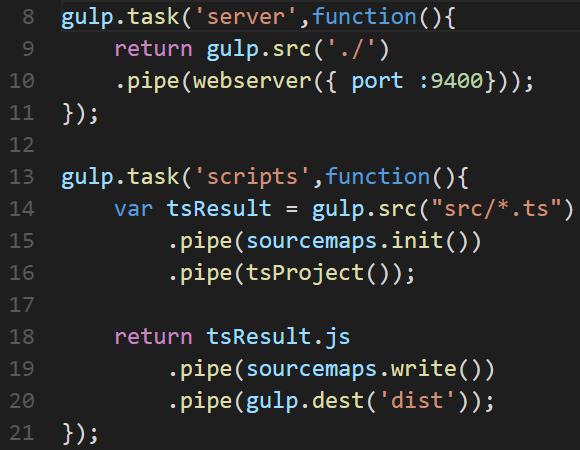 8 gulp.task('server',function(){
9     return gulp.src('./')
10     .pipe(webserver({ port :9400}));
11 });
12
13 gulp.task('scripts',function(){
14     var tsResult = gulp.src("src/*.ts")
15         .pipe(sourcemaps.init())
16         .pipe(tsProject());
17
18     return tsResult.js
19         .pipe(sourcemaps.write())
20         .pipe(gulp.dest('dist'));
21 });